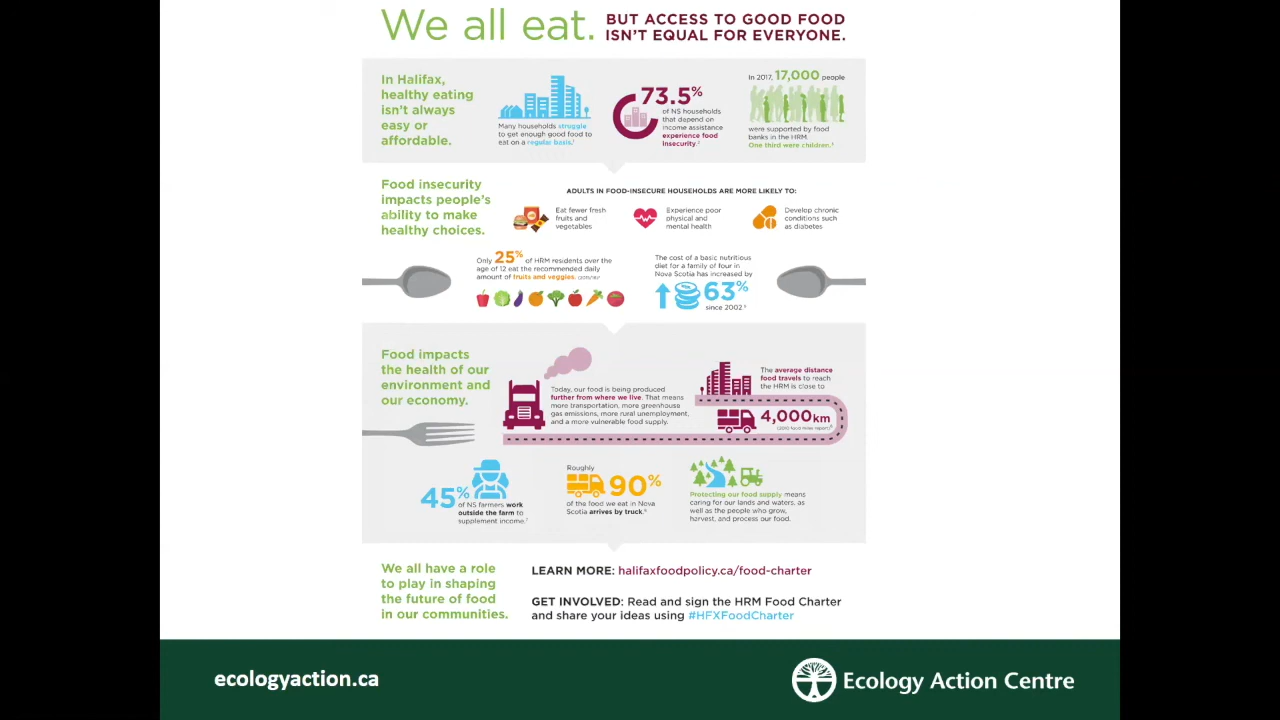 We all eat. BUT ACCESS TO GOOD FOOD
ISN'T EQUAL FOR EVERYONE.
In Halifax,
healthy eating
isn't always
easy or
affordable.
Many households struggle
to get enough good food to
eat on a regular basis.¹
73.5%
of NS households
that depend on
income assistance
experience food
insecurity.²
In 2017, 17,000 people
were supported by food
banks in the HRM.
One third were children.³
Food insecurity
impacts people's
ability to make
healthy choices.
ADULTS IN FOOD-INSECURE HOUSEHOLDS ARE MORE LIKELY TO:
Eat fewer fresh
fruits and
vegetables
Experience poor
physical and
mental health
Develop chronic
conditions such
as diabetes
Only 25% of HRM residents over the
age of 12 eat the recommended daily
amount of fruits and veggies.
The cost of a basic nutritious
diet for a family of four in
Nova Scotia has increased by
63%
since 2002.
Food impacts
the health of our
environment and
our economy.
Today, our food is being produced
further from where we live. That means
more transportation, more greenhouse
gas emissions, more rural unemployment,
and a more vulnerable food supply.
The average distance
food travels to reach
the HRM is close to
4,000km
45%
of NS farmers work
outside the farm to
supplement income.⁷
Roughly
90%
of the food we eat in Nova
Scotia arrives by truck.
Protecting our food supply means
caring for our lands and waters, as
well as the people who grow,
harvest, and process our food.
We all have a role
to play in shaping
the future of food
in our communities.
LEARN MORE: halifaxfoodpolicy.ca/food-charter
GET INVOLVED: Read and sign the HRM Food Charter
and share your ideas using #HFXFoodCharter
ecologyaction.ca
Ecology Action Centre